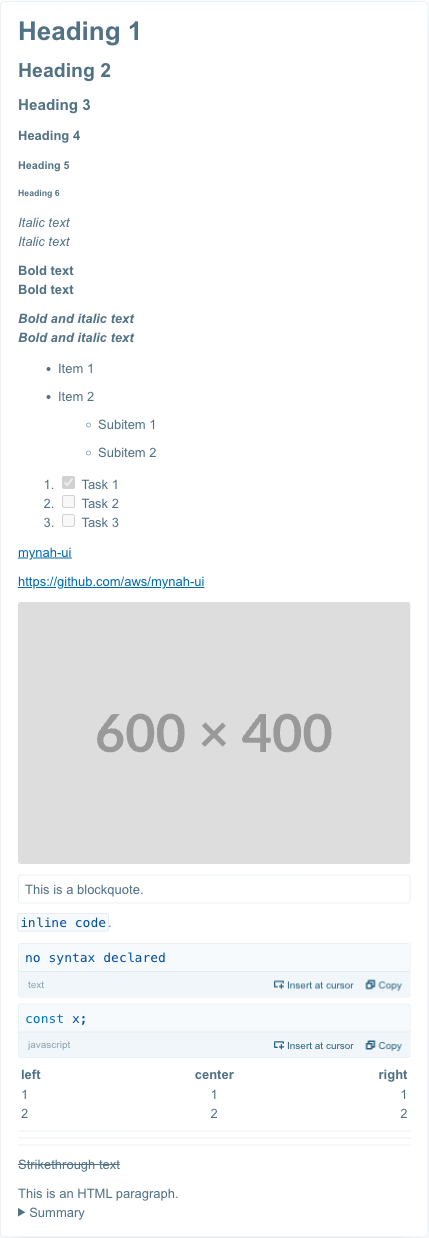 Heading 1
Heading 2
Heading 3
Heading 4
Heading 5
Heading 6
Italic text
Italic text
Bold text
Bold text
Bold and italic text
Bold and italic text
• Item 1
• Item 2
○ Subitem 1
○ Subitem 2
1. Task 1
2. Task 2
3. Task 3
mynah-ui
https://github.com/aws/mynah-ui
600 × 400
This is a blockquote.
inline code.
no syntax declared
text Insert at cursor Copy
const x;
javascript Insert at cursor Copy
left center right
1 1 1
2 2 2
Strikethrough text
This is an HTML paragraph.
Summary